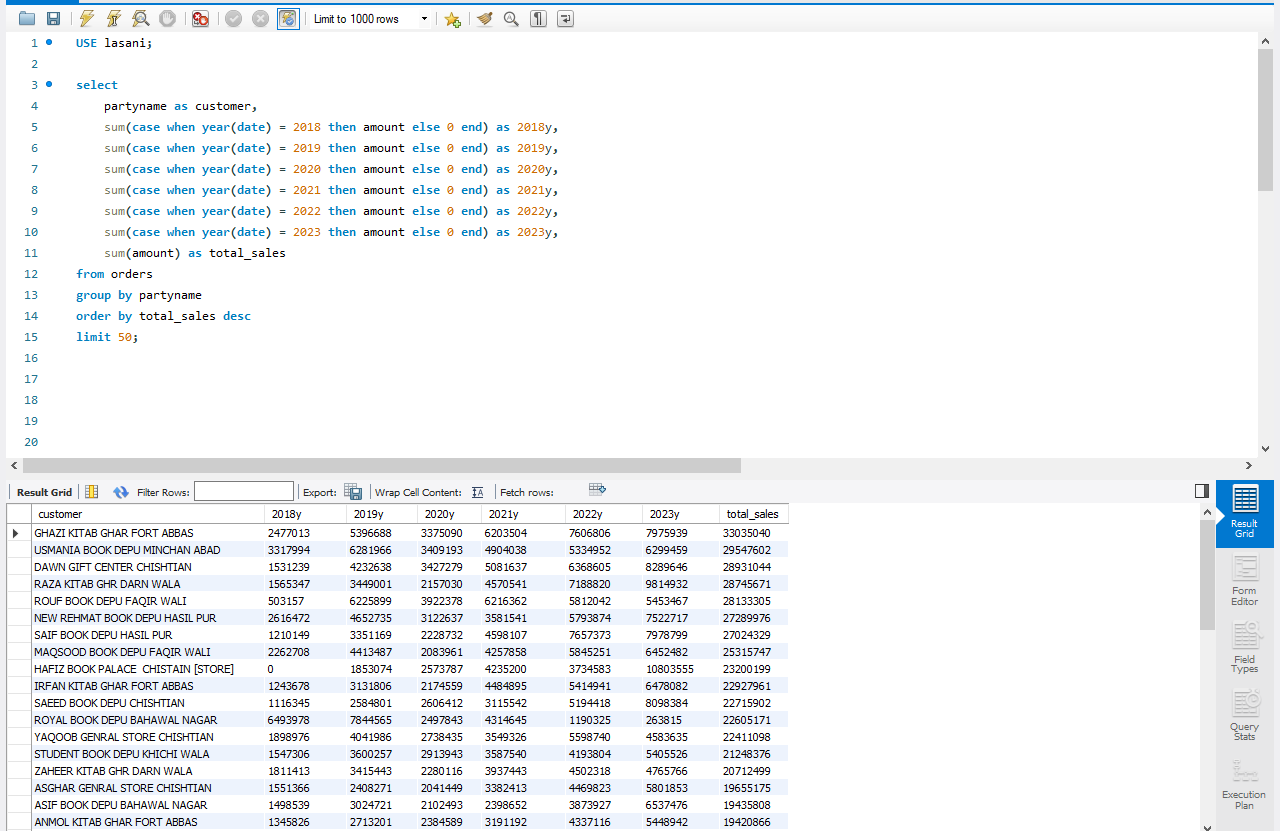 Limit to 1000 rows
1 USE lasani;
2
3 select
4 partyname as customer,
5 sum(case when year(date) = 2018 then amount else 0 end) as 2018y,
6 sum(case when year(date) = 2019 then amount else 0 end) as 2019y,
7 sum(case when year(date) = 2020 then amount else 0 end) as 2020y,
8 sum(case when year(date) = 2021 then amount else 0 end) as 2021y,
9 sum(case when year(date) = 2022 then amount else 0 end) as 2022y,
10 sum(case when year(date) = 2023 then amount else 0 end) as 2023y,
11 sum(amount) as total_sales
12 from orders
13 group by partyname
14 order by total_sales desc
15 limit 50;
16
17
18
19
20
Result Grid Filter Rows: Export: Wrap Cell Content: Fetch rows:
customer 2018y 2019y 2020y 2021y 2022y 2023y total_sales
GHAZI KITAB GHAR FORT ABBAS 2477013 5396688 3375090 6203504 7606806 7975939 33035040
USMANIA BOOK DEPU MINCHAN ABAD 3317994 6281966 3409193 4904038 5334952 6299459 29547602
DAWN GIFT CENTER CHISHTIAN 1531239 4232638 3427279 5081637 6368605 8289646 28931044
RAZA KITAB GHR DARN WALA 1565347 3449001 2157030 4570541 7188820 9814932 28745671
ROUF BOOK DEPU FAQIR WALI 503157 6225899 3922378 6216362 5812042 5453467 28133305
NEW REHMAT BOOK DEPU HASIL PUR 2616472 4652735 3122637 3581541 5793874 7522717 27289976
SAIF BOOK DEPU HASIL PUR 1210149 3351169 2228732 4598107 7657373 7978799 27024329
MAQSOOD BOOK DEPU FAQIR WALI 2262708 4413487 2083961 4257858 5845251 6452482 25315747
HAFIZ BOOK PALACE  CHISTAIN [STORE] 0 1853074 2573787 4235200 3734583 10803555 23200199
IRFAN KITAB GHAR FORT ABBAS 1243678 3131806 2174559 4484895 5414941 6478082 22927961
SAEED BOOK DEPU CHISHTIAN 1116345 2584801 2606412 3115542 5194418 8098384 22715902
ROYAL BOOK DEPU BAHAWAL NAGAR 6493978 7844565 2497843 4314645 1190325 263815 22605171
YAQOOB GENRAL STORE CHISHTIAN 1898976 4041986 2738435 3549326 5598740 4583635 22411098
STUDENT BOOK DEPU KHICHI WALA 1547306 3600257 2913943 3587540 4193804 5405526 21248376
ZAHEER KITAB GHR DARN WALA 1811413 3415443 2280116 3937443 4502318 4765766 20712499
ASGHAR GENRAL STORE CHISHTIAN 1551366 2408271 2041449 3382413 4469823 5801853 19655175
ASIF BOOK DEPU BAHAWAL NAGAR 1498539 3024721 2102493 2398652 3873927 6537476 19435808
ANMOL KITAB GHAR FORT ABBAS 1345826 2713201 2384589 3191192 4337116 5448942 19420866
Result
Grid
Form
Editor
Field
Types
Query
Stats
Execution
Plan